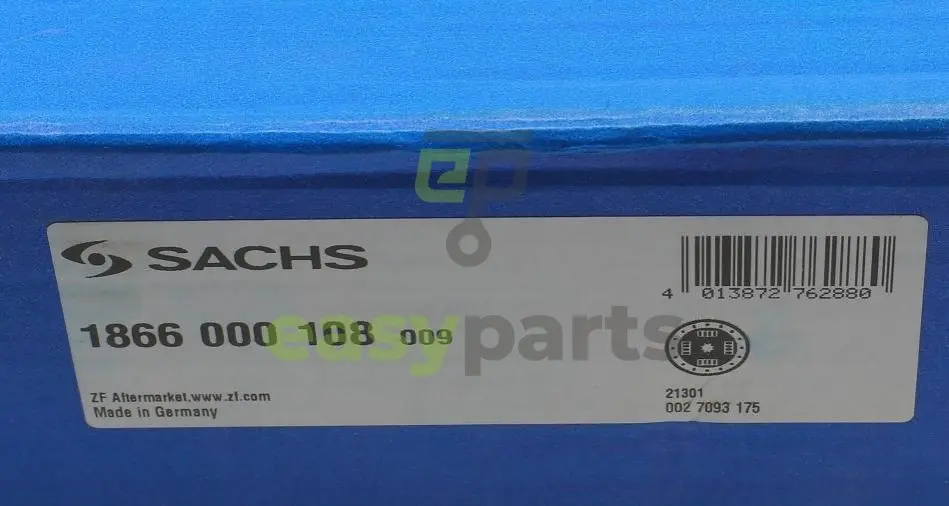 ep
SACHS
4 013872 762880
1866 000 108 009
easyparts
21301
002 7093 175
ZF Aftermarket,www.zf.com
Made in Germany